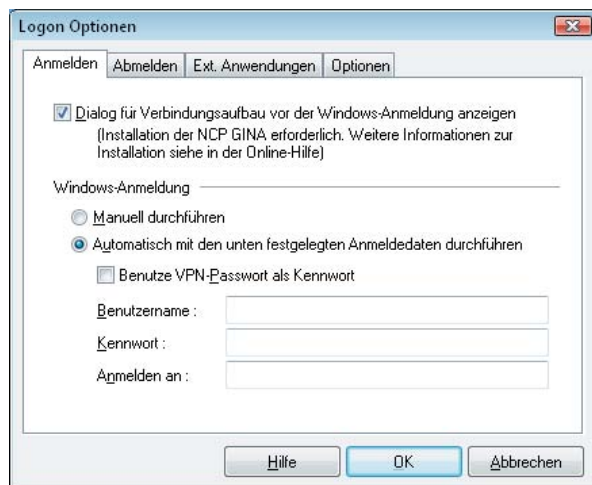 Logon Optionen
Anmelden Abmelden Ext. Anwendungen Optionen
Dialog für Verbindungsaufbau vor der Windows-Anmeldung anzeigen
(Installation der NCP GINA erforderlich. Weitere Informationen zur
Installation siehe in der Online-Hilfe)
Windows-Anmeldung
Manuell durchführen
Automatisch mit den unten festgelegten Anmeldedaten durchführen
Benutze VPN-Passwort als Kennwort
Benutzername :
Kennwort :
Anmelden an :
Hilfe OK Abbrechen